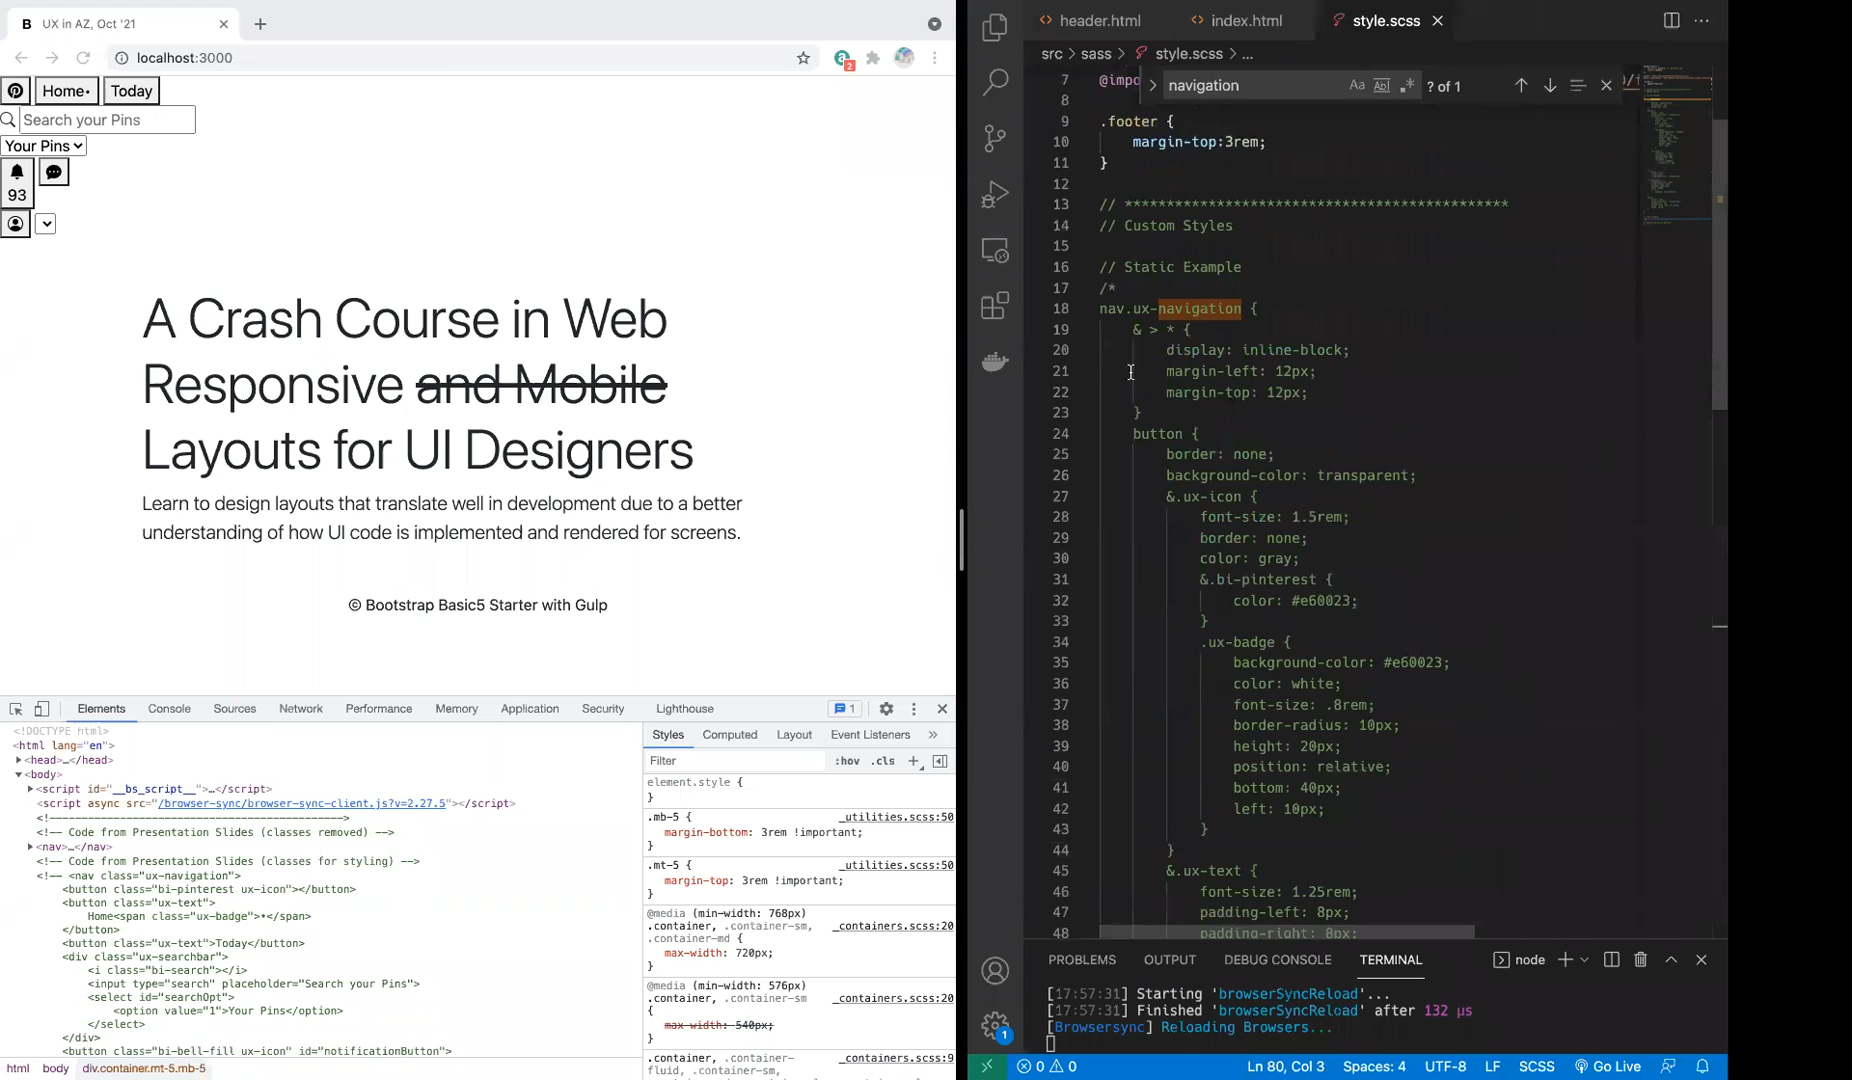 B UX in AZ, Oct '21
localhost:3000
2
Home•
Today
Search your Pins
Your Pins
93
A Crash Course in Web
Responsive and Mobile
Layouts for UI Designers
Learn to design layouts that translate well in development due to a better
understanding of how UI code is implemented and rendered for screens.
© Bootstrap Basic5 Starter with Gulp
Elements Console Sources Network Performance Memory Application Security Lighthouse 1
<!DOCTYPE html>
<html lang="en">
<head>…</head>
<body>
<script id="__bs_script__">…</script>
<script async src="/browser-sync/browser-sync-client.js?v=2.27.5"></script>
<!-- Code from Presentation Slides (classes removed) -->
<nav>…</nav>
<!-- Code from Presentation Slides (classes for styling) -->
<!-- <nav class="ux-navigation">
<button class="bi-pinterest ux-icon"></button>
<button class="ux-text">
Home<span class="ux-badge">•</span>
</button>
<button class="ux-text">Today</button>
<div class="ux-searchbar">
<i class="bi-search"></i>
<input type="search" placeholder="Search your Pins">
<select id="searchOpt">
<option value="1">Your Pins</option>
</select>
</div>
<button class="bi-bell-fill ux-icon" id="notificationButton">
html body div.container.mt-5.mb-5
Styles Computed Layout Event Listeners »
Filter :hov .cls +
element.style {
}
.mb-5 { _utilities.scss:50
margin-bottom: 3rem !important;
}
.mt-5 { _utilities.scss:50
margin-top: 3rem !important;
}
@media (min-width: 768px)
.container, .container-sm, _containers.scss:20
.container-md {
max-width: 720px;
}
@media (min-width: 576px)
.container, .container-sm _containers.scss:20
{
max-width: 540px;
}
.container, .container- _containers.scss:9
fluid, .container-sm,
header.html index.html style.scss
src > sass > style.scss > ...
navigation Aa ? of 1
7 @impo
8
9 .footer {
10 margin-top:3rem;
11 }
12
13 // **********************************************
14 // Custom Styles
15
16 // Static Example
17 /*
18 nav.ux-navigation {
19 & > * {
20 display: inline-block;
21 margin-left: 12px;
22 margin-top: 12px;
23 }
24 button {
25 border: none;
26 background-color: transparent;
27 &.ux-icon {
28 font-size: 1.5rem;
29 border: none;
30 color: gray;
31 &.bi-pinterest {
32 color: #e60023;
33 }
34 .ux-badge {
35 background-color: #e60023;
36 color: white;
37 font-size: .8rem;
38 border-radius: 10px;
39 height: 20px;
40 position: relative;
41 bottom: 40px;
42 left: 10px;
43 }
44 }
45 &.ux-text {
46 font-size: 1.25rem;
47 padding-left: 8px;
48 padding-right: 8px;
PROBLEMS OUTPUT DEBUG CONSOLE TERMINAL node
[17:57:31] Starting 'browserSyncReload'...
[17:57:31] Finished 'browserSyncReload' after 132 μs
[Browsersync] Reloading Browsers...
1
0 0 Ln 80, Col 3 Spaces: 4 UTF-8 LF SCSS Go Live